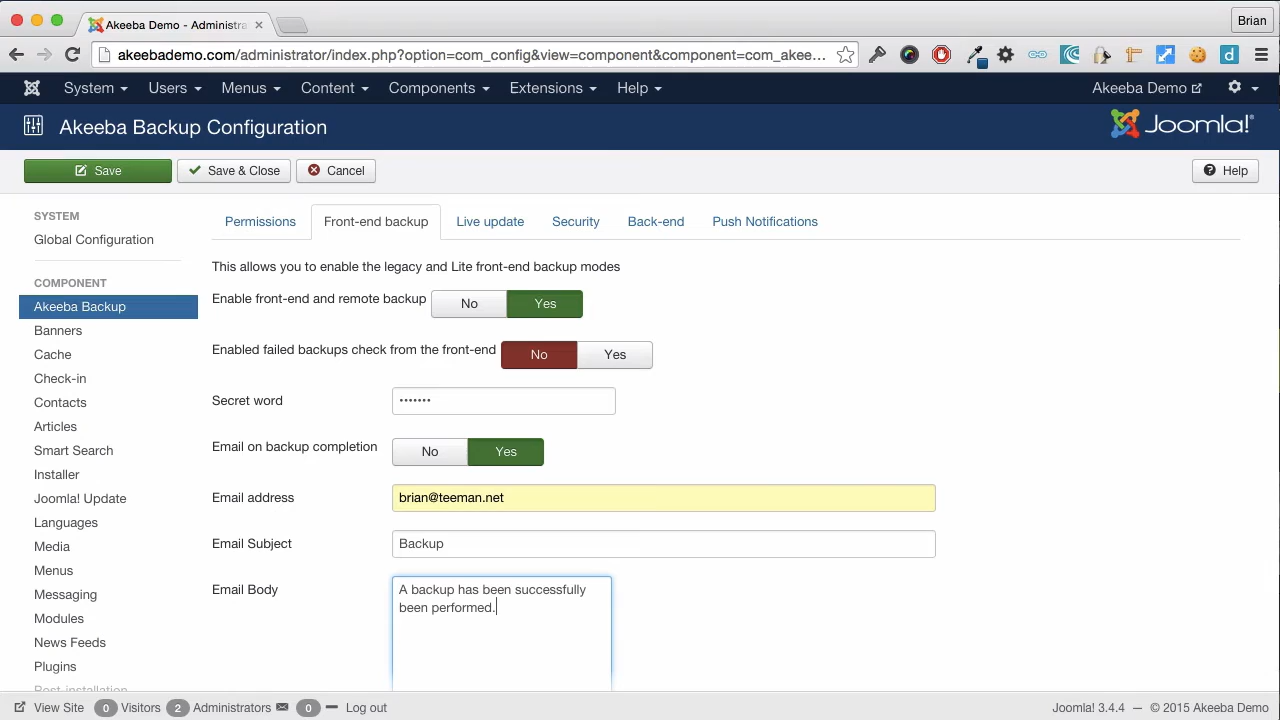 Akeeba Demo - Administra
Brian
akeebademo.com/administrator/index.php?option=com_config&view=component&component=com_akee...
System Users Menus Content Components Extensions Help Akeeba Demo
Akeeba Backup Configuration
Joomla!®
Save Save & Close Cancel Help
SYSTEM
Global Configuration
COMPONENT
Akeeba Backup
Banners
Cache
Check-in
Contacts
Articles
Smart Search
Installer
Joomla! Update
Languages
Media
Menus
Messaging
Modules
News Feeds
Plugins
Post-installation
Permissions Front-end backup Live update Security Back-end Push Notifications
This allows you to enable the legacy and Lite front-end backup modes
Enable front-end and remote backup No Yes
Enabled failed backups check from the front-end No Yes
Secret word •••••••
Email on backup completion No Yes
Email address brian@teeman.net
Email Subject Backup
Email Body A backup has been successfully
been performed.
View Site 0 Visitors 2 Administrators 0 Log out Joomla! 3.4.4 — © 2015 Akeeba Demo